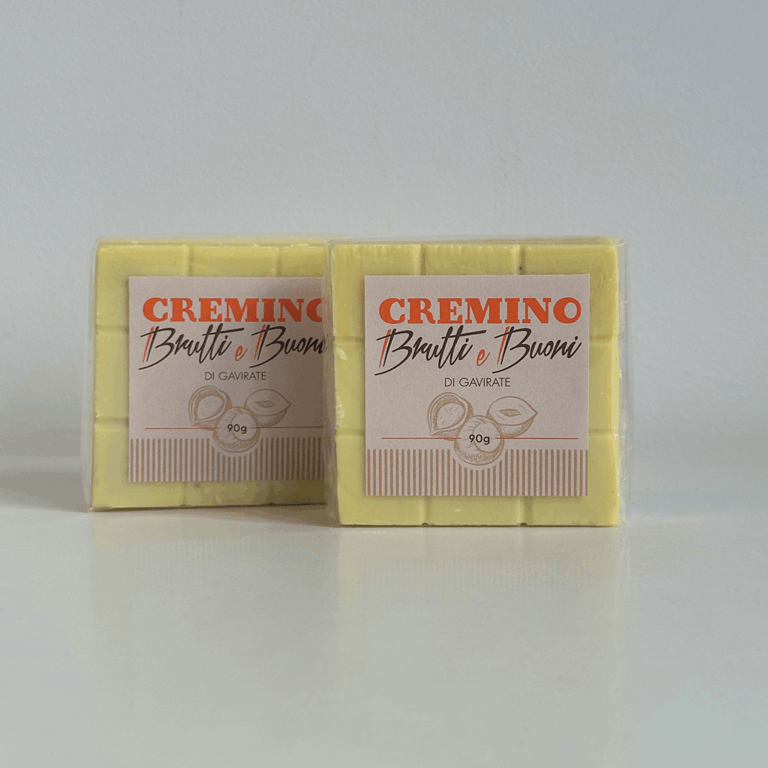 CREMINO
Brutti e Buoni
DI GAVIRATE
90g
CREMINO
Brutti e Buoni
DI GAVIRATE
90g